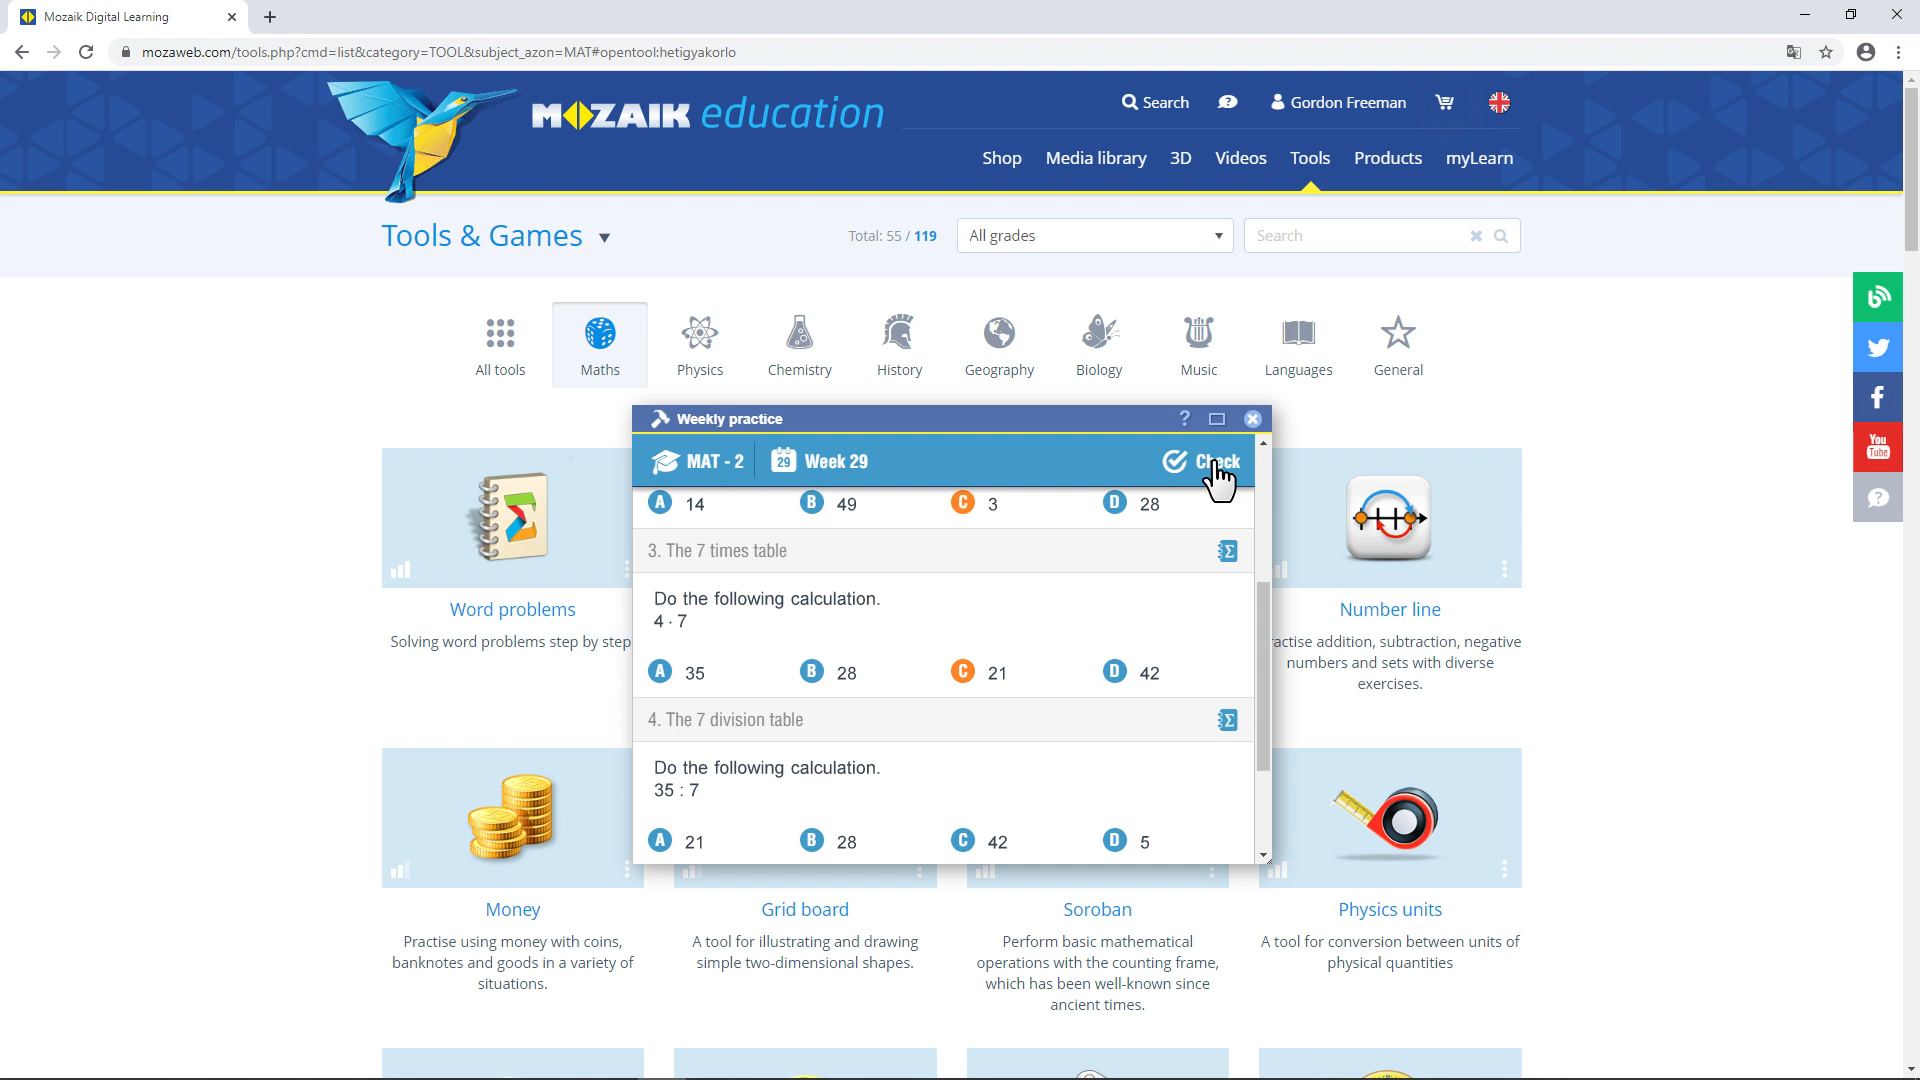 Mozaik Digital Learning
mozaweb.com/tools.php?cmd=list&category=TOOL&subject_azon=MAT#opentool:hetigyakorlo
MOZAIK education
Search
Gordon Freeman
Shop Media library 3D Videos Tools Products myLearn
Tools & Games
Total: 55 / 119
All grades
Search
All tools Maths Physics Chemistry History Geography Biology Music Languages General
You
Tube
Weekly practice
?
MAT - 2
29
Week 29
Check
A 14 B 49 C 3 D 28
3. The 7 times table
Do the following calculation.
4 · 7
A 35 B 28 C 21 D 42
4. The 7 division table
Do the following calculation.
35 : 7
A 21 B 28 C 42 D 5
Word problems
Solving word problems step by step
Number line
actise addition, subtraction, negative
numbers and sets with diverse
exercises.
Money
Practise using money with coins,
banknotes and goods in a variety of
situations.
Grid board
A tool for illustrating and drawing
simple two-dimensional shapes.
Soroban
Perform basic mathematical
operations with the counting frame,
which has been well-known since
ancient times.
Physics units
A tool for conversion between units of
physical quantities